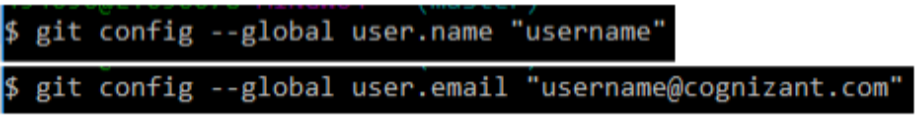 $ git config --global user.name "username"
$ git config --global user.email "username@cognizant.com"